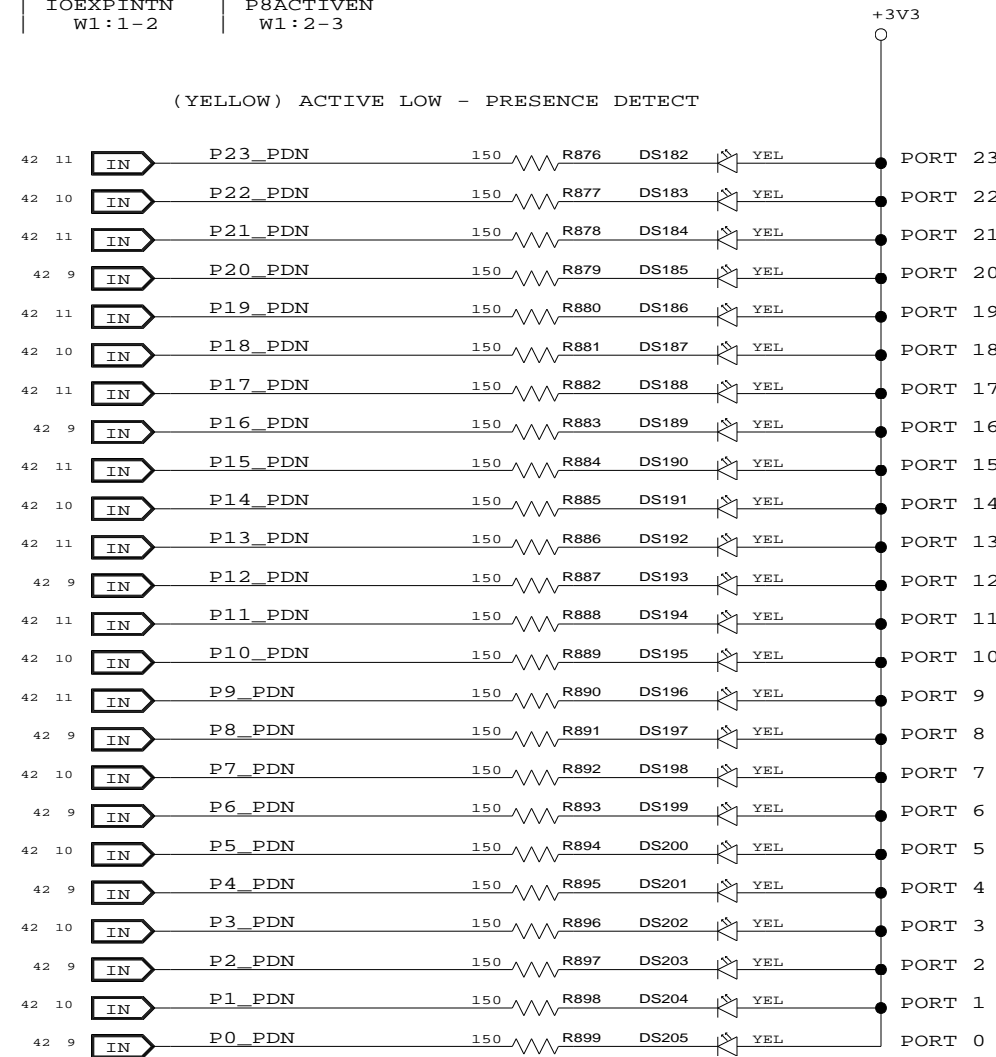 IOEXPINTN | P8ACTIVEN
W1:1-2 | W1:2-3
+3V3
(YELLOW) ACTIVE LOW - PRESENCE DETECT
42 11 IN P23_PDN 150 R876 DS182 YEL PORT 23
42 10 IN P22_PDN 150 R877 DS183 YEL PORT 22
42 11 IN P21_PDN 150 R878 DS184 YEL PORT 21
42 9 IN P20_PDN 150 R879 DS185 YEL PORT 20
42 11 IN P19_PDN 150 R880 DS186 YEL PORT 19
42 10 IN P18_PDN 150 R881 DS187 YEL PORT 18
42 11 IN P17_PDN 150 R882 DS188 YEL PORT 17
42 9 IN P16_PDN 150 R883 DS189 YEL PORT 16
42 11 IN P15_PDN 150 R884 DS190 YEL PORT 15
42 10 IN P14_PDN 150 R885 DS191 YEL PORT 14
42 11 IN P13_PDN 150 R886 DS192 YEL PORT 13
42 9 IN P12_PDN 150 R887 DS193 YEL PORT 12
42 11 IN P11_PDN 150 R888 DS194 YEL PORT 11
42 10 IN P10_PDN 150 R889 DS195 YEL PORT 10
42 11 IN P9_PDN 150 R890 DS196 YEL PORT 9
42 9 IN P8_PDN 150 R891 DS197 YEL PORT 8
42 10 IN P7_PDN 150 R892 DS198 YEL PORT 7
42 9 IN P6_PDN 150 R893 DS199 YEL PORT 6
42 10 IN P5_PDN 150 R894 DS200 YEL PORT 5
42 9 IN P4_PDN 150 R895 DS201 YEL PORT 4
42 10 IN P3_PDN 150 R896 DS202 YEL PORT 3
42 9 IN P2_PDN 150 R897 DS203 YEL PORT 2
42 10 IN P1_PDN 150 R898 DS204 YEL PORT 1
42 9 IN P0_PDN 150 R899 DS205 YEL PORT 0